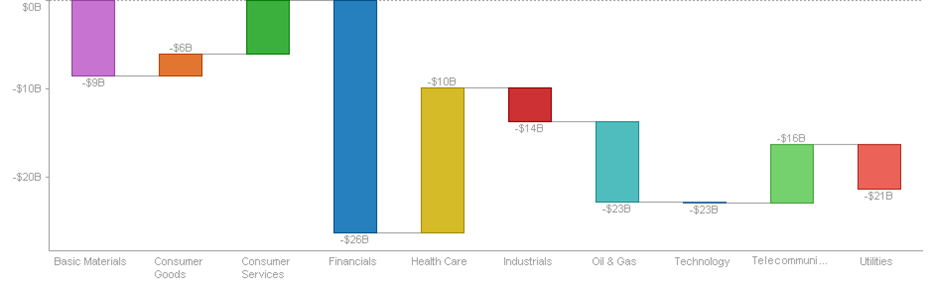 $0B
-$6B
-$9B
-$10B
-$10B
-$14B
-$16B
-$20B
-$21B
-$23B
-$23B
-$26B
Basic Materials
Consumer
Goods
Consumer
Services
Financials
Health Care
Industrials
Oil & Gas
Technology
Telecommuni...
Utilities